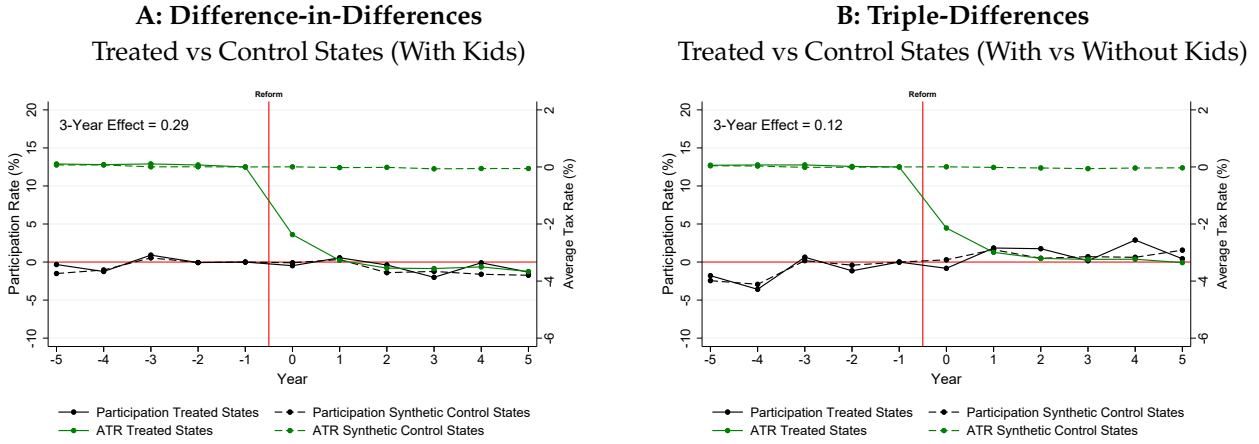 A: Difference-in-Differences
Treated vs Control States (With Kids)
Reform
3-Year Effect = 0.29
20
15
10
5
0
-5
-10
Participation Rate (%)
2
0
-2
-4
-6
Average Tax Rate (%)
-5 -4 -3 -2 -1 0 1 2 3 4 5
Year
Participation Treated States
Participation Synthetic Control States
ATR Treated States
ATR Synthetic Control States
B: Triple-Differences
Treated vs Control States (With vs Without Kids)
Reform
3-Year Effect = 0.12
20
15
10
5
0
-5
-10
Participation Rate (%)
2
0
-2
-4
-6
Average Tax Rate (%)
-5 -4 -3 -2 -1 0 1 2 3 4 5
Year
Participation Treated States
Participation Synthetic Control States
ATR Treated States
ATR Synthetic Control States